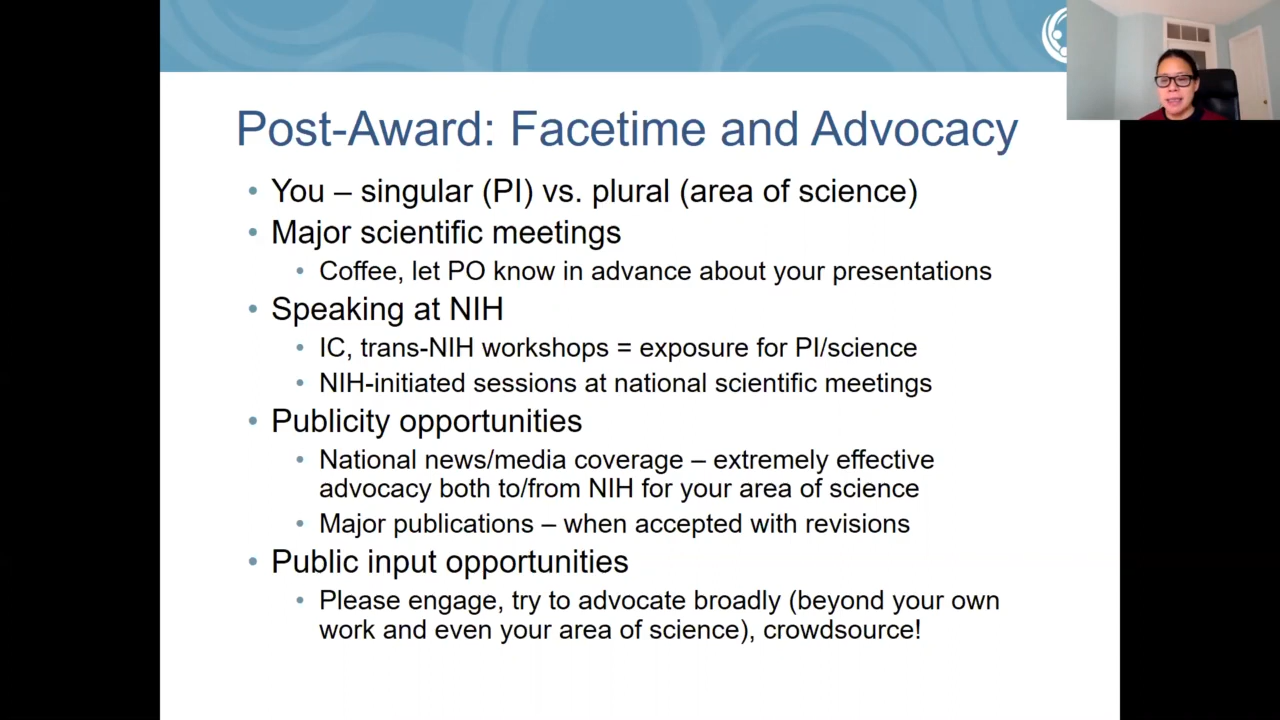 Post-Award: Facetime and Advocacy
• You – singular (PI) vs. plural (area of science)
• Major scientific meetings
• Coffee, let PO know in advance about your presentations
• Speaking at NIH
• IC, trans-NIH workshops = exposure for PI/science
• NIH-initiated sessions at national scientific meetings
• Publicity opportunities
• National news/media coverage – extremely effective
advocacy both to/from NIH for your area of science
• Major publications – when accepted with revisions
• Public input opportunities
• Please engage, try to advocate broadly (beyond your own
work and even your area of science), crowdsource!